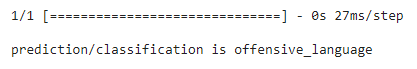 1/1 [==============================] - 0s 27ms/step
prediction/classification is offensive_language